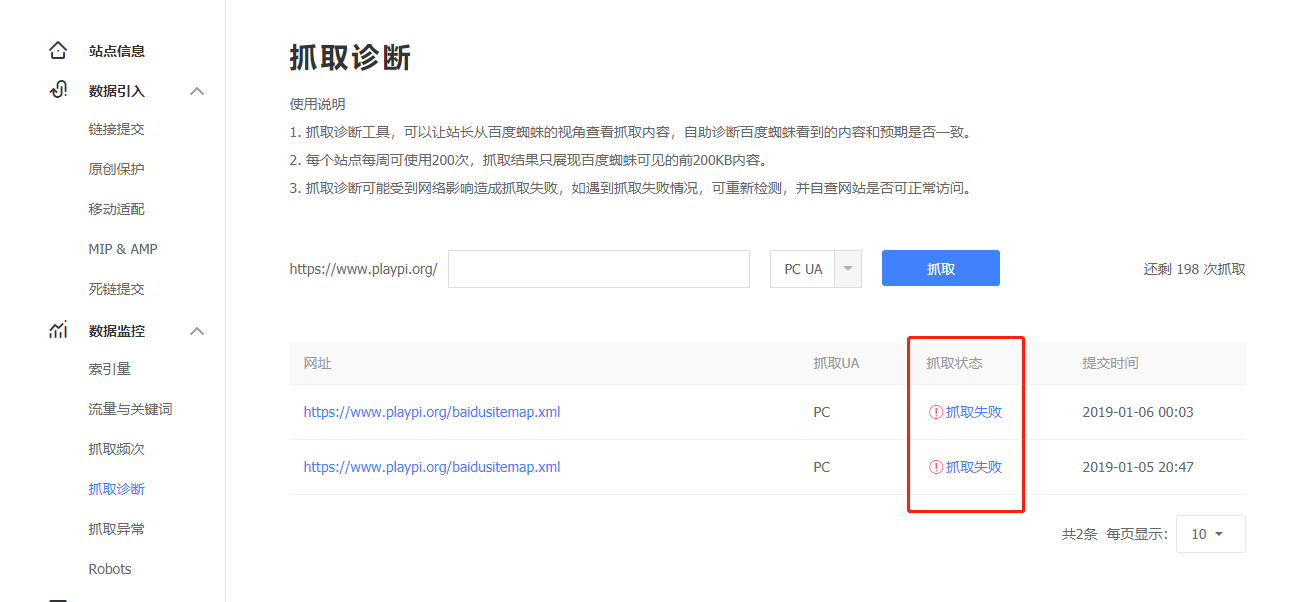 站点信息
数据引入
链接提交
原创保护
移动适配
MIP & AMP
死链提交
数据监控
索引量
流量与关键词
抓取频次
抓取诊断
抓取异常
Robots
抓取诊断
使用说明
1. 抓取诊断工具，可以让站长从百度蜘蛛的视角查看抓取内容，自助诊断百度蜘蛛看到的内容和预期是否一致。
2. 每个站点每周可使用200次，抓取结果只展现百度蜘蛛可见的前200KB内容。
3. 抓取诊断可能受到网络影响造成抓取失败，如遇到抓取失败情况，可重新检测，并自查网站是否可正常访问。
https://www.playpi.org/ PC UA 抓取 还剩 198 次抓取
网址 抓取UA 抓取状态 提交时间
https://www.playpi.org/baidusitemap.xml PC 抓取失败 2019-01-06 00:03
https://www.playpi.org/baidusitemap.xml PC 抓取失败 2019-01-05 20:47
共2条 每页显示： 10